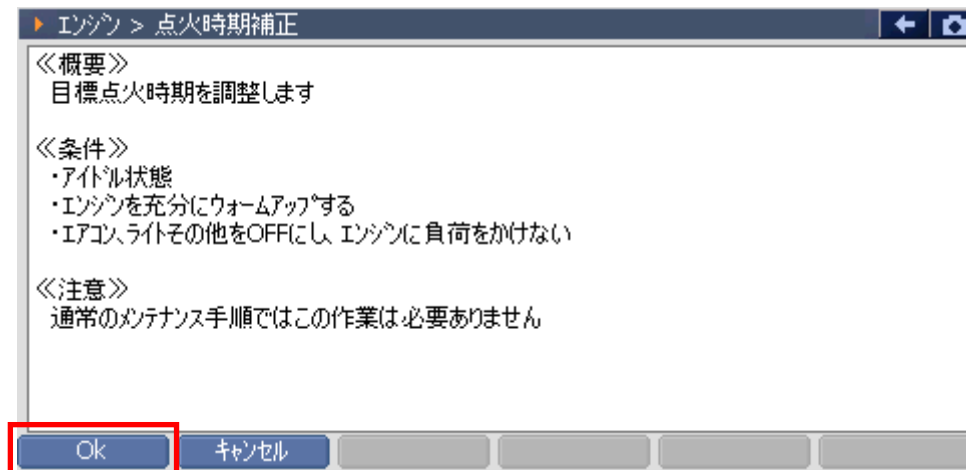 エンジン > 点火時期補正
≪概要≫
目標点火時期を調整します
≪条件≫
・アイドル状態
・エンジンを充分にウォームアップする
・エアコン、ライトその他をOFFにし、エンジンに負荷をかけない
≪注意≫
通常のメンテナンス手順ではこの作業は必要ありません
Ok
キャンセル